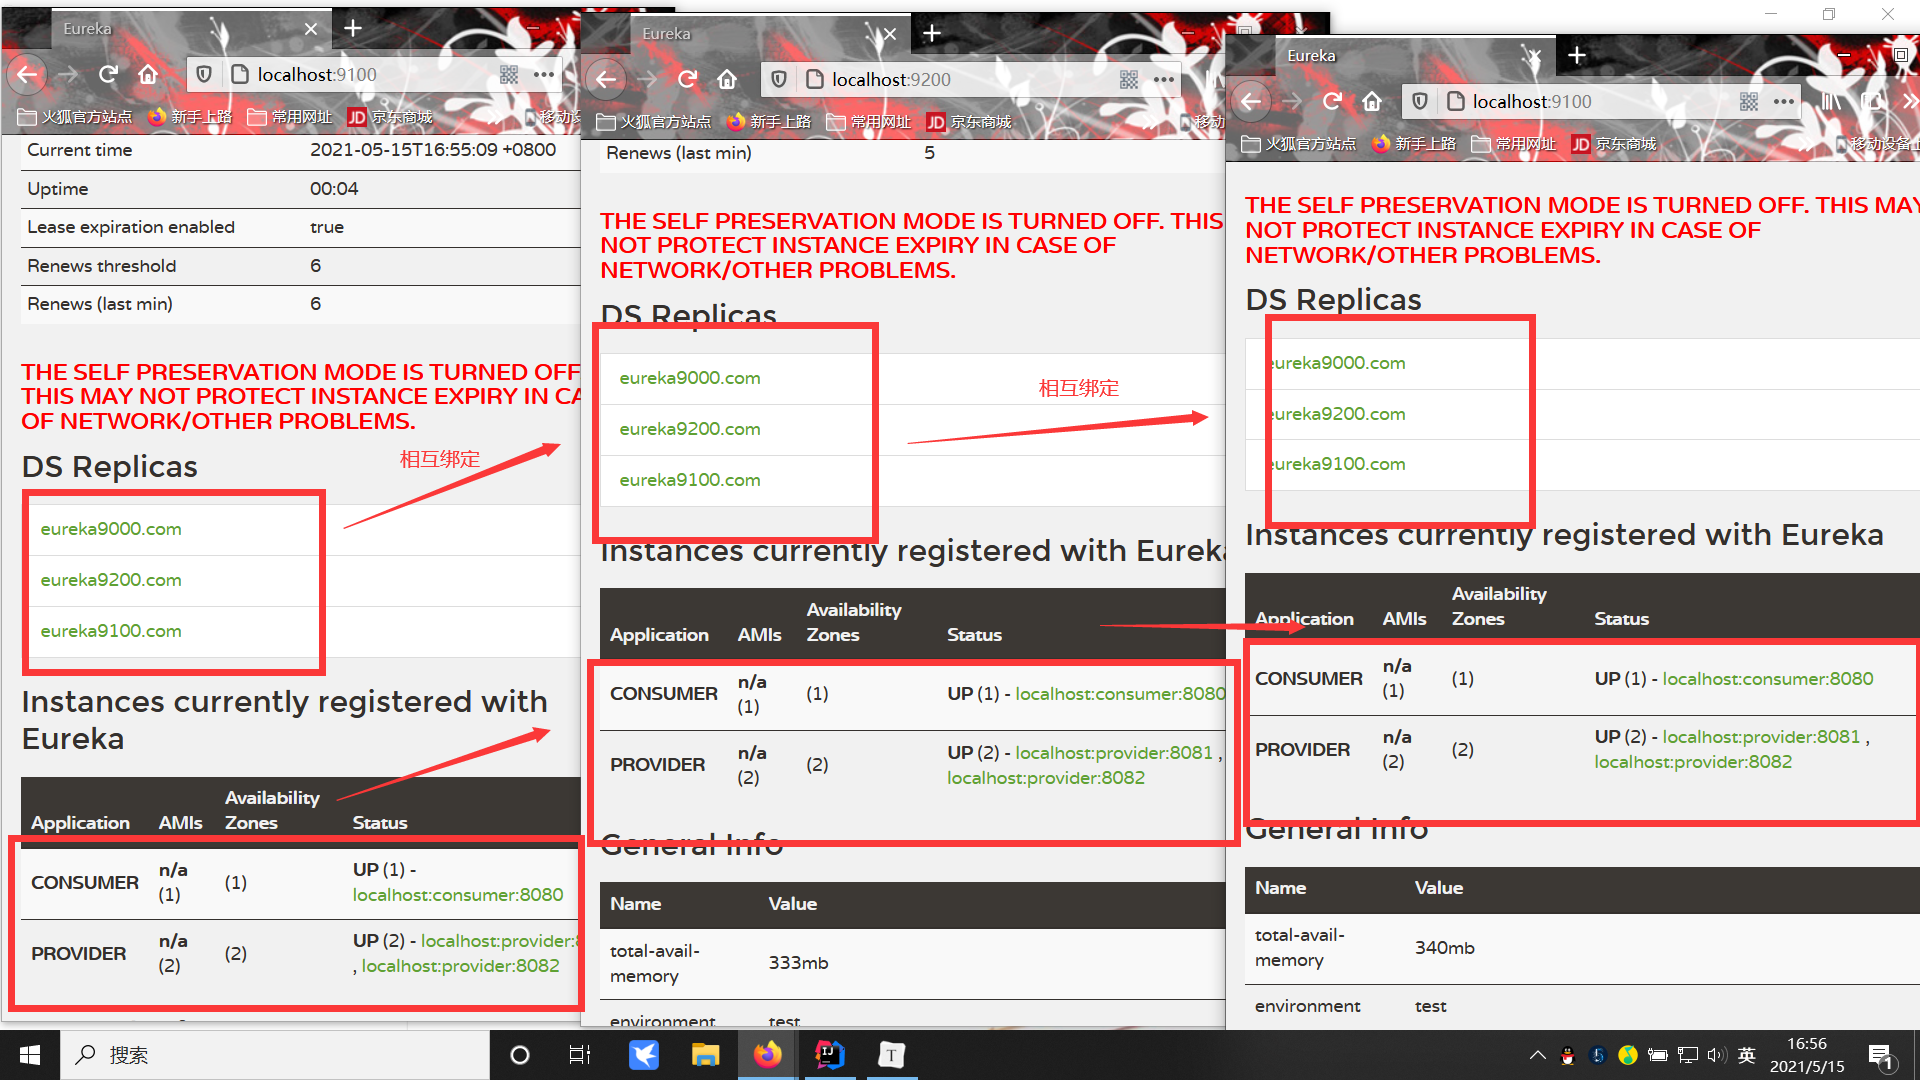 Eureka
localhost:9100
火狐官方站点 新手上路 常用网址 JD 京东商城
Current time 2021-05-15T16:55:09 +0800
Uptime 00:04
Lease expiration enabled true
Renews threshold 6
Renews (last min) 6
THE SELF PRESERVATION MODE IS TURNED OFF
THIS MAY NOT PROTECT INSTANCE EXPIRY IN CA
OF NETWORK/OTHER PROBLEMS.
DS Replicas
相互绑定
eureka9000.com
eureka9200.com
eureka9100.com
Instances currently registered with
Eureka
Application AMIs Availability Zones Status
CONSUMER n/a (1) (1) UP (1) -
localhost:consumer:8080
PROVIDER n/a (2) (2) UP (2) - localhost:provider:
, localhost:provider:8082
Eureka
localhost:9200
火狐官方站点 新手上路 常用网址 JD 京东商城 移动
Renews (last min) 5
THE SELF PRESERVATION MODE IS TURNED OFF. THIS
NOT PROTECT INSTANCE EXPIRY IN CASE OF
NETWORK/OTHER PROBLEMS.
DS Replicas
eureka9000.com
相互绑定
eureka9200.com
eureka9100.com
Instances currently registered with Eureka
Application AMIs Availability Zones Status
CONSUMER n/a (1) (1) UP (1) - localhost:consumer:8080
PROVIDER n/a (2) (2) UP (2) - localhost:provider:8081 ,
localhost:provider:8082
General Info
Name Value
total-avail-
memory 333mb
environment test
Eureka
localhost:9100
火狐官方站点 新手上路 常用网址 JD 京东商城 移动设备上
THE SELF PRESERVATION MODE IS TURNED OFF. THIS MAY
NOT PROTECT INSTANCE EXPIRY IN CASE OF
NETWORK/OTHER PROBLEMS.
DS Replicas
eureka9000.com
eureka9200.com
eureka9100.com
Instances currently registered with Eureka
Application AMIs Availability Zones Status
CONSUMER n/a (1) (1) UP (1) - localhost:consumer:8080
PROVIDER n/a (2) (2) UP (2) - localhost:provider:8081 ,
localhost:provider:8082
General Info
Name Value
total-avail-
memory 340mb
environment test
搜索
IJ
T
英
16:56
2021/5/15
1